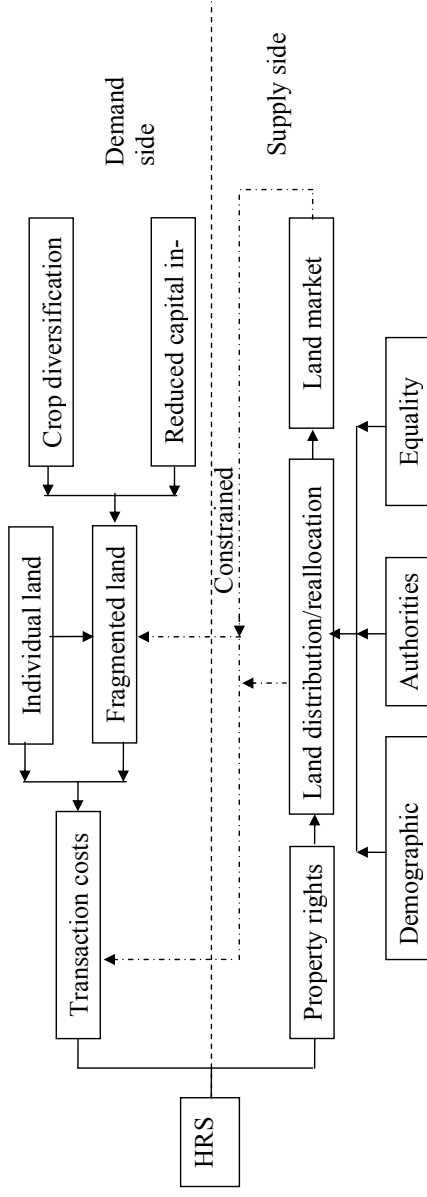 HRS
Transaction costs
Individual land
Fragmented land
Crop diversification
Reduced capital in-
Demand
side
Constrained
Supply side
Property rights
Land distribution/reallocation
Land market
Demographic
Authorities
Equality